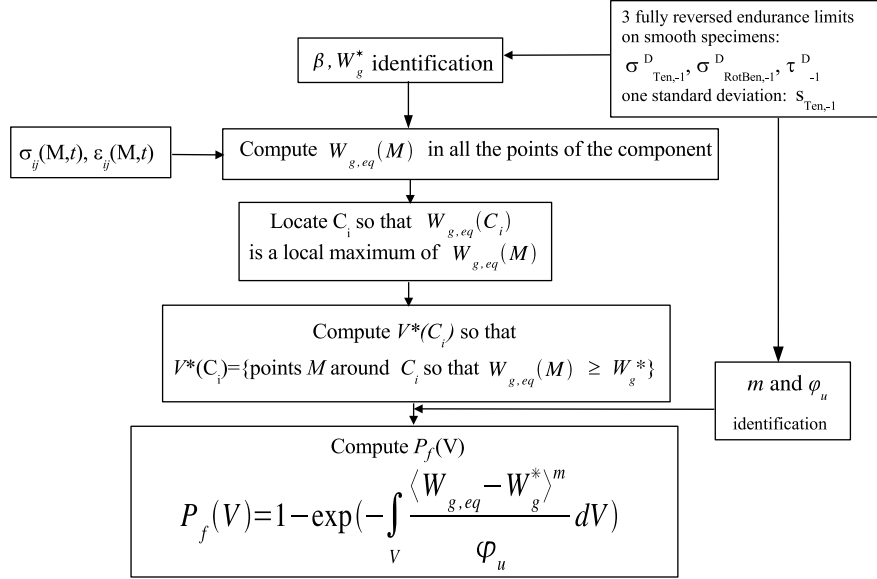 3 fully reversed endurance limits
on smooth specimens:
σ^D_Ten,-1, σ^D_RotBen,-1, τ^D_-1
one standard deviation: s_Ten,-1
β, W_g^* identification
σ_ij(M,t), ε_ij(M,t)
Compute W_g,eq(M) in all the points of the component
Locate C_i so that W_g,eq(C_i)
is a local maximum of W_g,eq(M)
Compute V*(C_i) so that
V*(C_i)={points M around C_i so that W_g,eq(M) ≥ W_g*}
m and φ_u
identification
Compute P_f(V)
P_f(V)=1−exp(−∫_V ⟨W_g,eq−W_g^*⟩^m / φ_u dV)